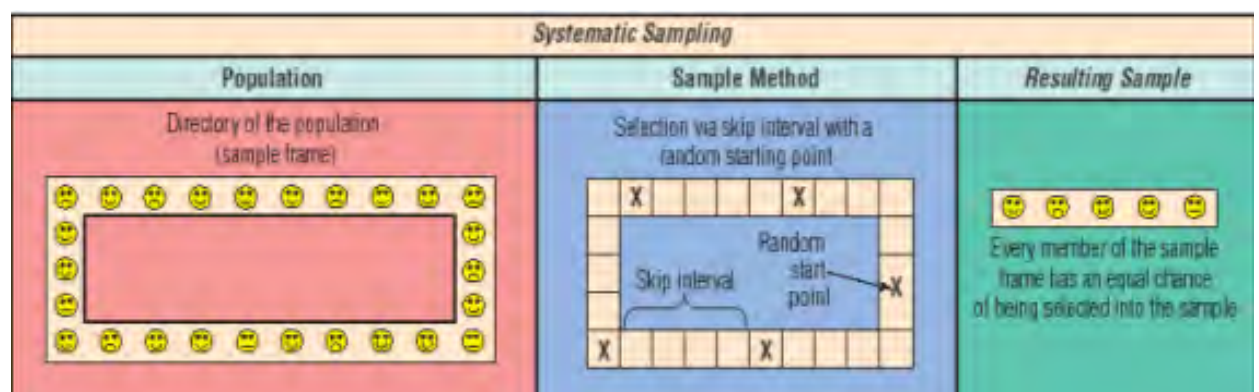 Systematic Sampling
Population
Sample Method
Resulting Sample
Directory of the population
(sample frame)
Selection via skip interval with a
random starting point
X
X
Random
start
point
X
Skip interval
X
X
Every member of the sample
frame has an equal chance
of being selected into the sample